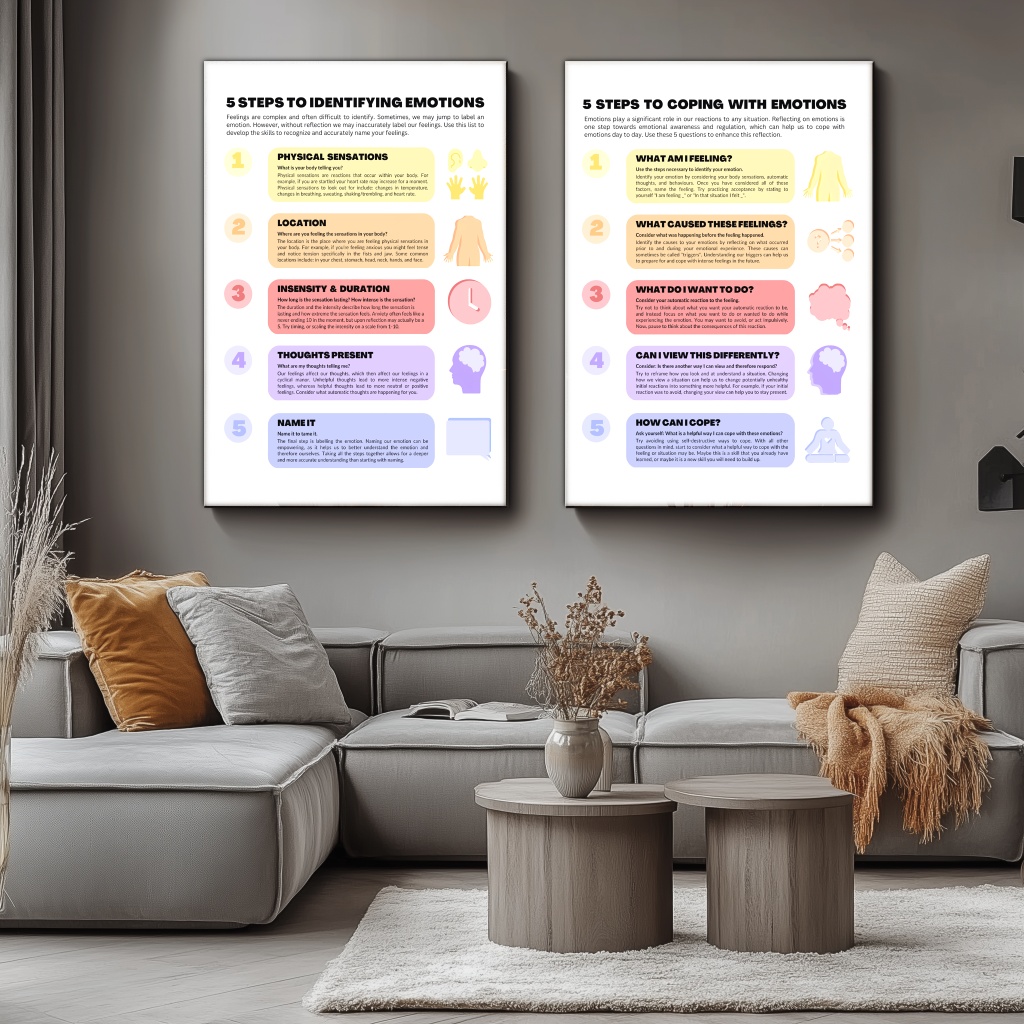 5 STEPS TO IDENTIFYING EMOTIONS
Feelings are complex and often difficult to identify. Sometimes, we may jump to label an
emotion. However, without reflection we may inaccurately label our feelings. Use this list to
develop the skills to recognize and accurately name your feelings.
1
PHYSICAL SENSATIONS
What is your body telling you?
Physical sensations are reactions that occur within your body. For
example, if you are startled your heart rate may increase for a moment.
Physical sensations to look out for include: changes in temperature,
changes in breathing, sweating, shaking/trembling, and heart rate.
2
LOCATION
Where are you feeling the sensations in your body?
The location is the place where you are feeling physical sensations in
your body. For example, if you're feeling anxious you might feel tense
and notice tension specifically in the fists and jaw. Some common
locations include: in your chest, stomach, head, neck, hands, and face.
3
INSENSITY & DURATION
How long is the sensation lasting? How intense is the sensation?
The duration and the intensity describe how long the sensation is
lasting and how extreme the sensation feels. Anxiety often feels like a
never ending 10 in the moment, but upon reflection may actually be a
5. Try timing, or scaling the intensity on a scale from 1-10.
4
THOUGHTS PRESENT
What are my thoughts telling me?
Our feelings affect our thoughts, which then affect our feelings in a
cyclical manor. Unhelpful thoughts lead to more intense negative
feelings, whereas helpful thoughts lead to more neutral or positive
feelings. Consider what automatic thoughts are happening for you.
5
NAME IT
Name it to tame it.
The final step is labelling the emotion. Naming our emotion can be
empowering, as it helps us to better understand the emotion and
therefore ourselves. Taking all the steps together allows for a deeper
and more accurate understanding than starting with naming.
5 STEPS TO COPING WITH EMOTIONS
Emotions play a significant role in our reactions to any situation. Reflecting on emotions is
one step towards emotional awareness and regulation, which can help us to cope with
emotions day to day. Use these 5 questions to enhance this reflection.
1
WHAT AM I FEELING?
Use the steps necessary to identify your emotion.
Identify your emotion by considering your body sensations, automatic
thoughts, and behaviours. Once you have considered all of these
factors, name the feeling. Try practicing acceptance by stating to
yourself "I am feeling _" or "In that situation I felt _".
2
WHAT CAUSED THESE FEELINGS?
Consider what was happening before the feeling happened.
Identify the causes to your emotions by reflecting on what occurred
prior to and during your emotional experience. These causes can
sometimes be called "triggers". Understanding our triggers can help us
to prepare for and cope with intense feelings in the future.
3
WHAT DO I WANT TO DO?
Consider your automatic reaction to the feeling.
Try not to think about what you want your automatic reaction to be,
and instead focus on what you want to do or wanted to do while
experiencing the emotion. You may want to avoid, or act impulsively.
Now, pause to think about the consequences of this reaction.
4
CAN I VIEW THIS DIFFERENTLY?
Consider: Is there another way I can view and therefore respond?
Try to reframe how you look and at understand a situation. Changing
how we view a situation can help us to change potentially unhealthy
initial reactions into something more helpful. For example, if your initial
reaction was to avoid, changing your view can help you to stay present.
5
HOW CAN I COPE?
Ask yourself: What is a helpful way I can cope with these emotions?
Try avoiding using self-destructive ways to cope. With all other
questions in mind, start to consider what a helpful way to cope with the
feeling or situation may be. Maybe this is a skill that you already have
learned, or maybe it is a new skill you will need to build up.